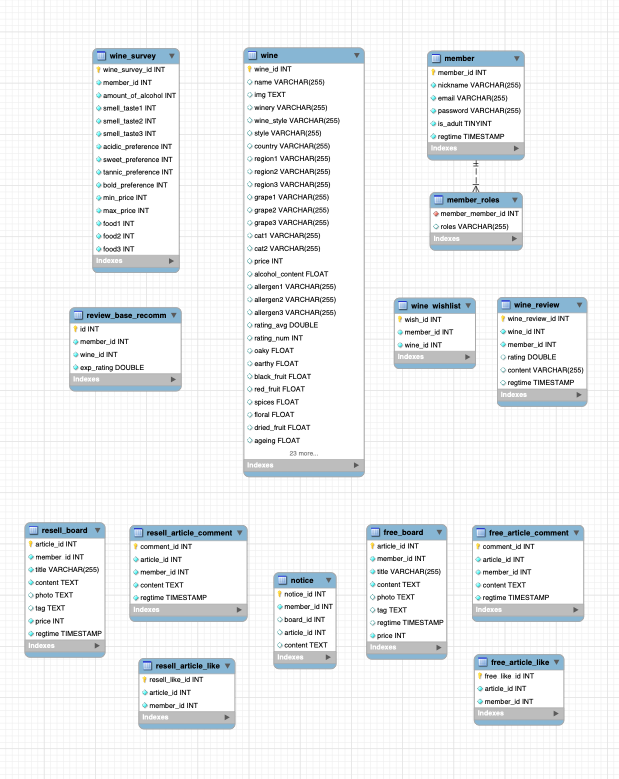 wine_survey
wine_survey_id INT
member_id INT
amount_of_alcohol INT
smell_taste1 INT
smell_taste2 INT
smell_taste3 INT
acidic_preference INT
sweet_preference INT
tannic_preference INT
bold_preference INT
min_price INT
max_price INT
food1 INT
food2 INT
food3 INT
Indexes
wine
wine_id INT
name VARCHAR(255)
img TEXT
winery VARCHAR(255)
wine_style VARCHAR(255)
style VARCHAR(255)
country VARCHAR(255)
region1 VARCHAR(255)
region2 VARCHAR(255)
region3 VARCHAR(255)
grape1 VARCHAR(255)
grape2 VARCHAR(255)
grape3 VARCHAR(255)
cat1 VARCHAR(255)
cat2 VARCHAR(255)
price INT
alcohol_content FLOAT
allergen1 VARCHAR(255)
allergen2 VARCHAR(255)
allergen3 VARCHAR(255)
rating_avg DOUBLE
rating_num INT
oaky FLOAT
earthy FLOAT
black_fruit FLOAT
red_fruit FLOAT
spices FLOAT
floral FLOAT
dried_fruit FLOAT
ageing FLOAT
23 more...
Indexes
member
member_id INT
nickname VARCHAR(255)
email VARCHAR(255)
password VARCHAR(255)
is_adult TINYINT
regtime TIMESTAMP
Indexes
member_roles
member_member_id INT
roles VARCHAR(255)
Indexes
review_base_recomm
id INT
member_id INT
wine_id INT
exp_rating DOUBLE
Indexes
wine_wishlist
wish_id INT
member_id INT
wine_id INT
Indexes
wine_review
wine_review_id INT
wine_id INT
member_id INT
rating DOUBLE
content VARCHAR(255)
regtime TIMESTAMP
Indexes
resell_board
article_id INT
member_id INT
title VARCHAR(255)
content TEXT
photo TEXT
tag TEXT
price INT
regtime TIMESTAMP
Indexes
resell_article_comment
comment_id INT
article_id INT
member_id INT
content TEXT
regtime TIMESTAMP
Indexes
resell_article_like
resell_like_id INT
article_id INT
member_id INT
Indexes
notice
notice_id INT
member_id INT
board_id INT
article_id INT
content TEXT
Indexes
free_board
article_id INT
member_id INT
title VARCHAR(255)
content TEXT
photo TEXT
tag TEXT
regtime TIMESTAMP
price INT
Indexes
free_article_comment
comment_id INT
article_id INT
member_id INT
content TEXT
regtime TIMESTAMP
Indexes
free_article_like
free_like_id INT
article_id INT
member_id INT
Indexes